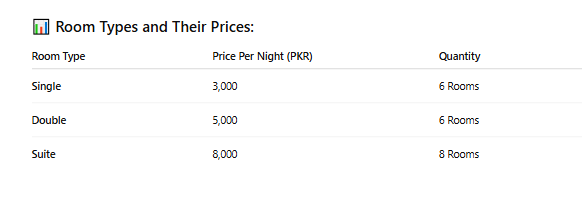 📊 Room Types and Their Prices:
Room Type Price Per Night (PKR) Quantity
Single 3,000 6 Rooms
Double 5,000 6 Rooms
Suite 8,000 8 Rooms